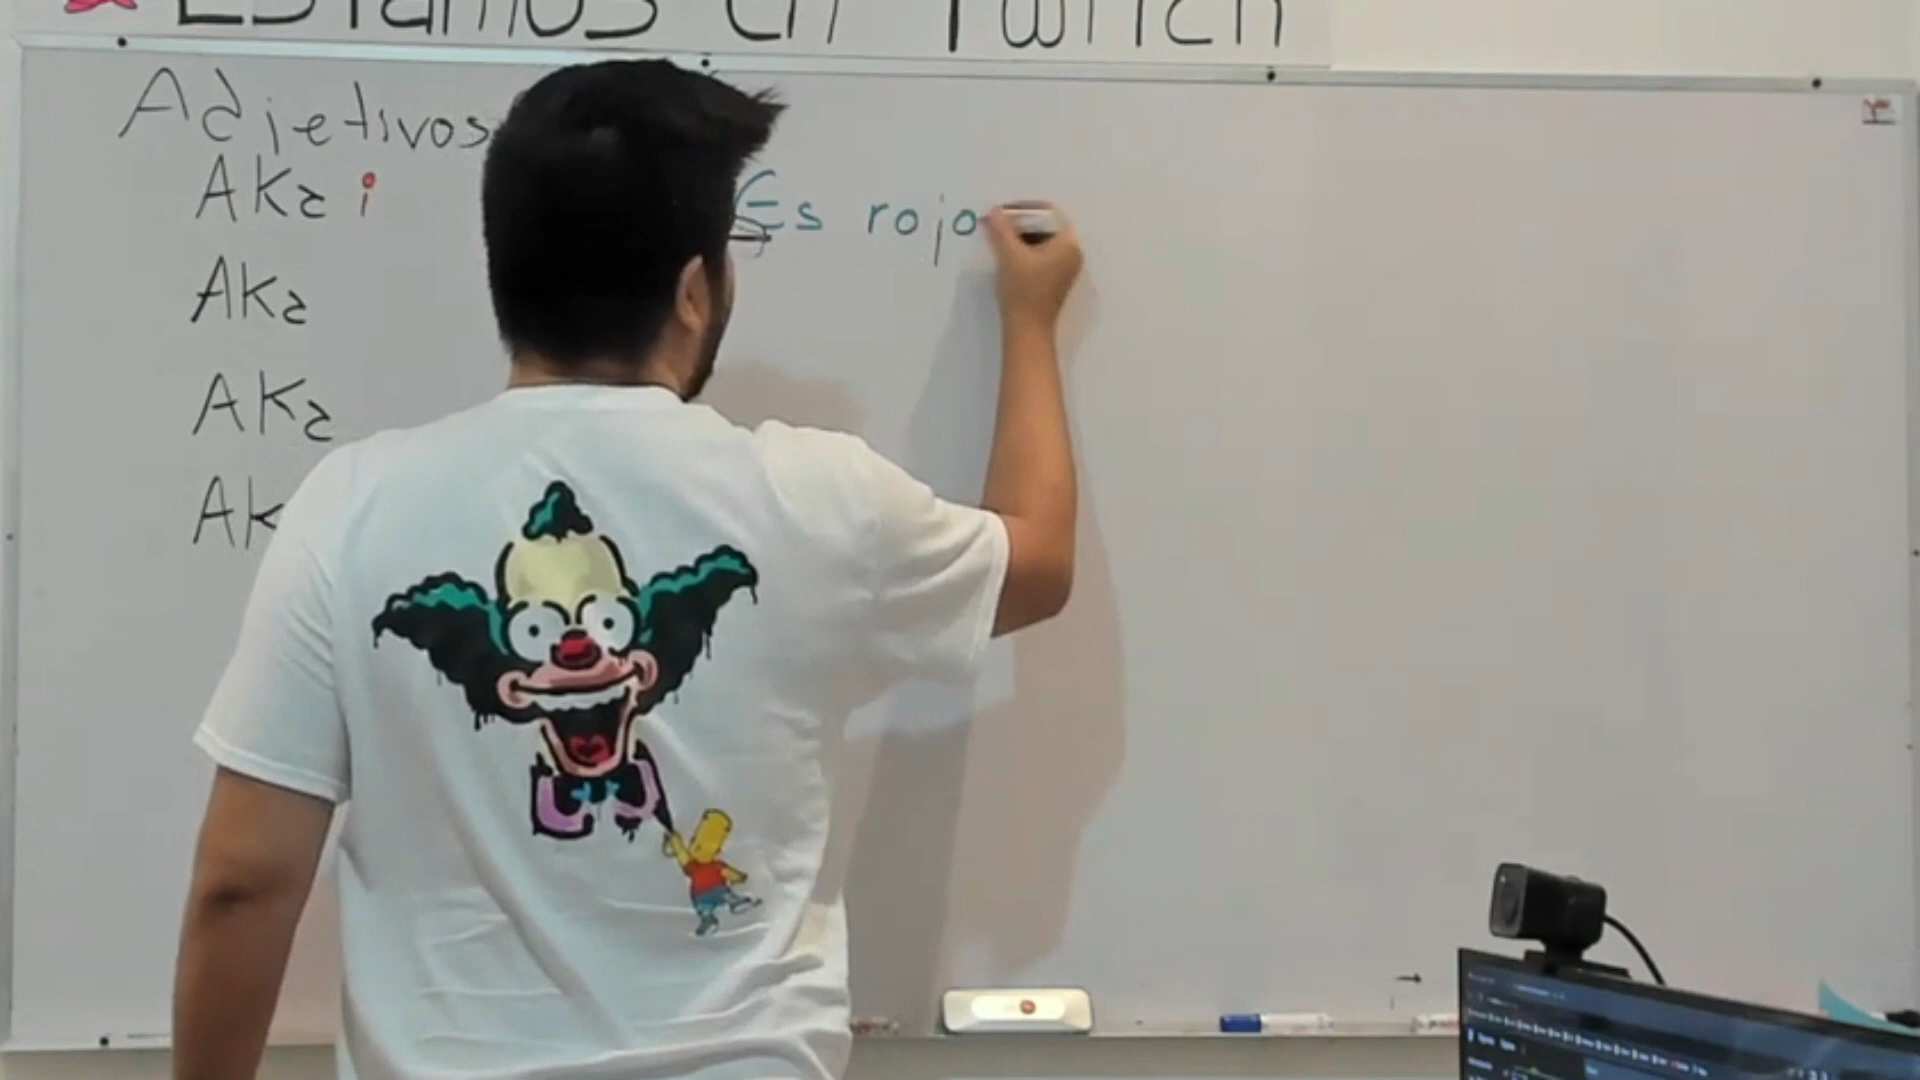 Estamos en Twitch
Adjetivos
Akai Es rojo
Aka
Aka
Ak